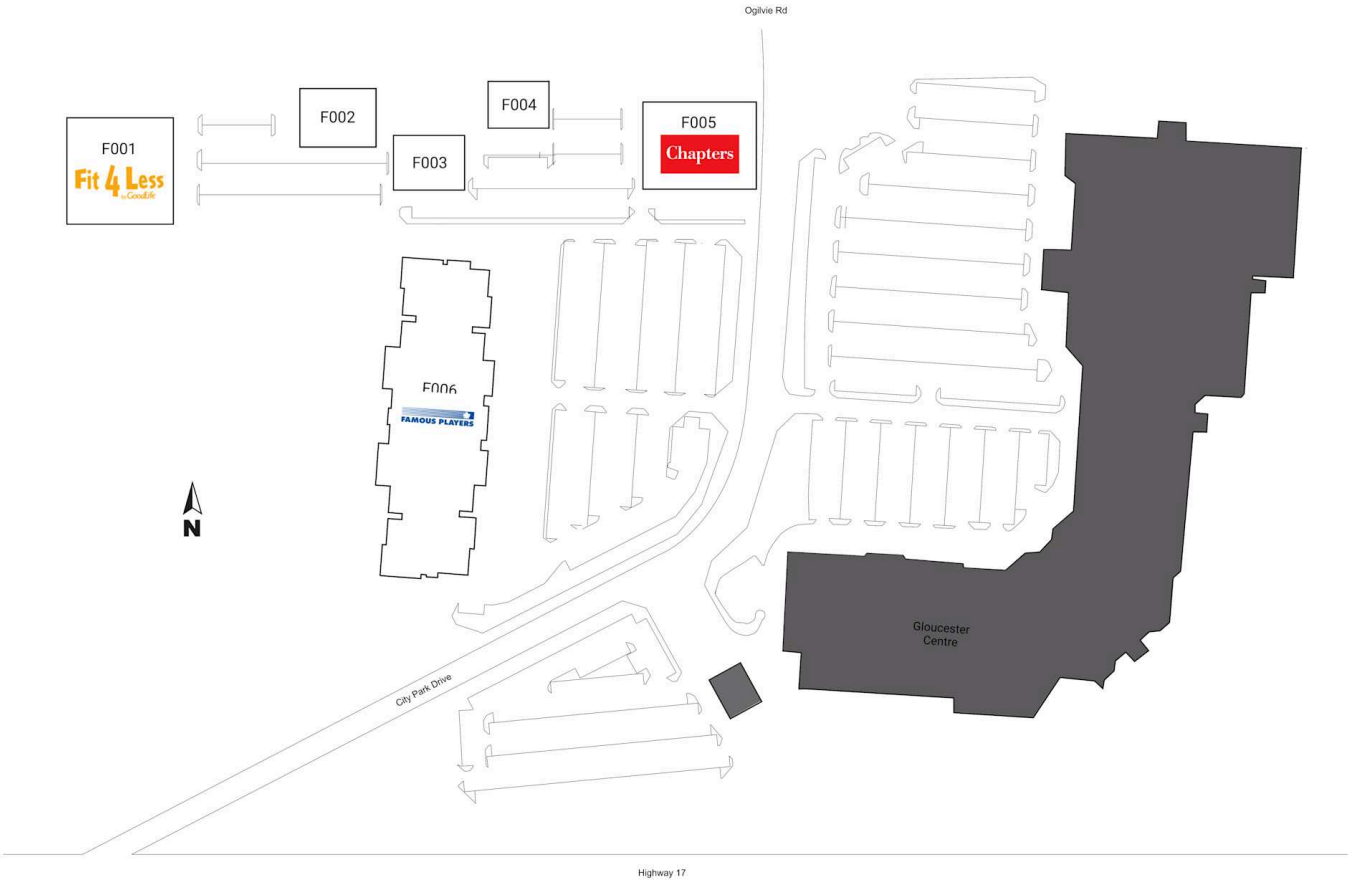 Ogilvie Rd
F001
Fit 4 Less
by GoodLife
F002
F003
F004
F005
Chapters
F006
FAMOUS PLAYERS
N
Gloucester
Centre
City Park Drive
Highway 17